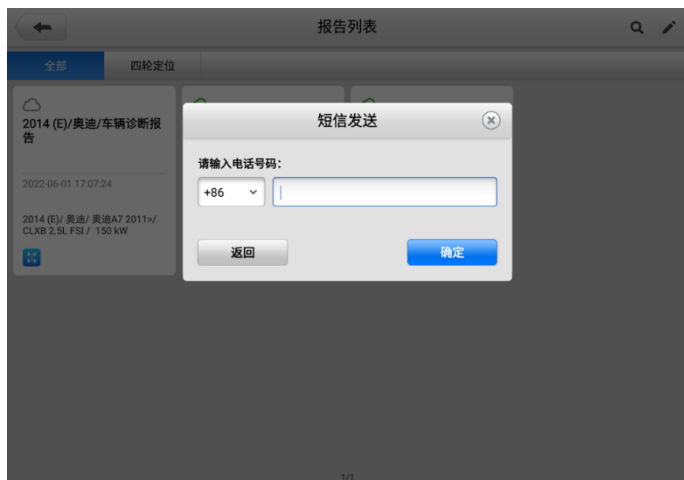 报告列表
全部
四轮定位
2014 (E)/奥迪/车辆诊断报
告
2022-06-01 17:07:24
2014 (E)/ 奥迪/ 奥迪A7 2011>/
CLXB 2.5L FSI / 150 kW
短信发送
请输入电话号码：
+86
返回
确定
1/1